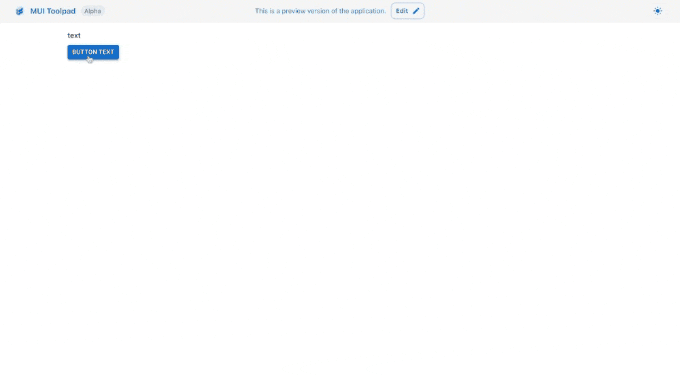 MUI Toolpad Alpha This is a preview version of the application. Edit
text
BUTTON TEXT